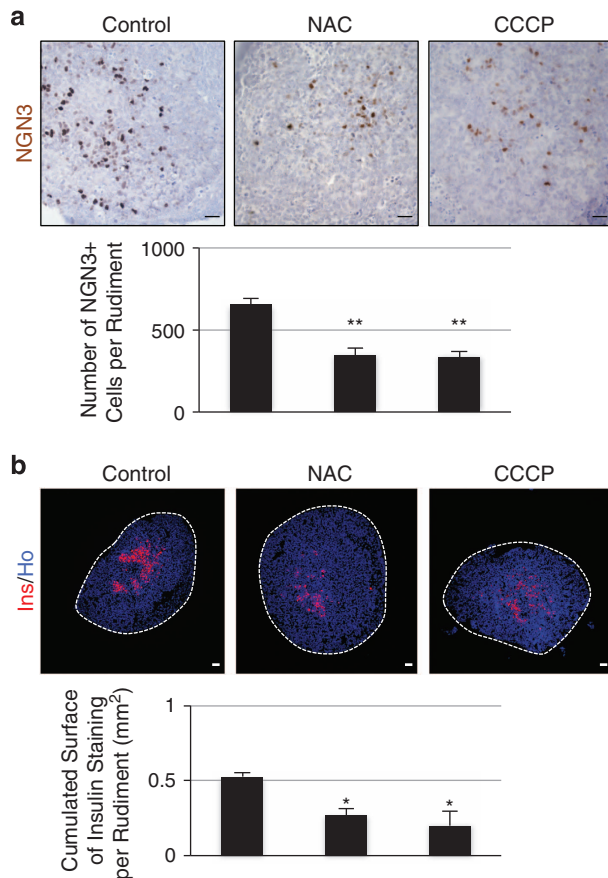 a
Control NAC CCCP
NGN3
Number of NGN3+
Cells per Rudiment
1000
500
0
** **
b
Control NAC CCCP
Ins/Ho
Cumulated Surface
of Insulin Staining
per Rudiment (mm²)
1
0.5
0
* *